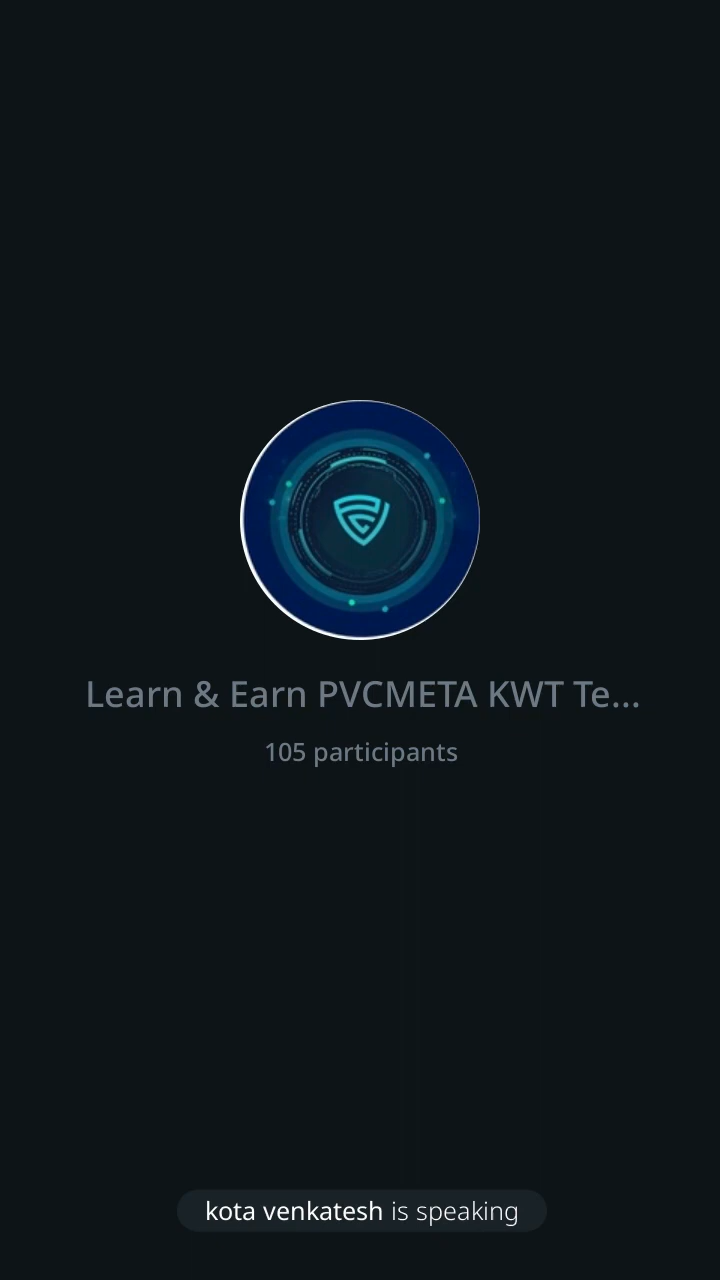 Learn & Earn PVCMETA KWT Te...
105 participants
kota venkatesh is speaking